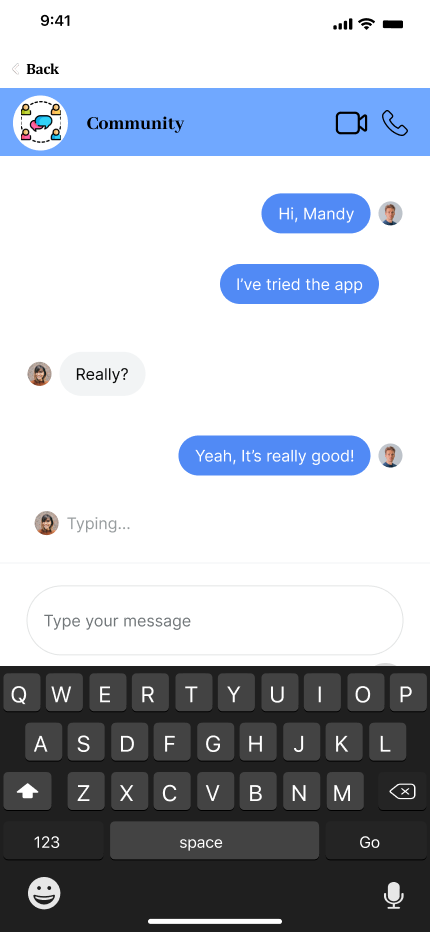 9:41
Back
Community
Hi, Mandy
I've tried the app
Really?
Yeah, It's really good!
Typing...
Type your message
Q W E R T Y U I O P
A S D F G H J K L
Z X C V B N M
123 space Go